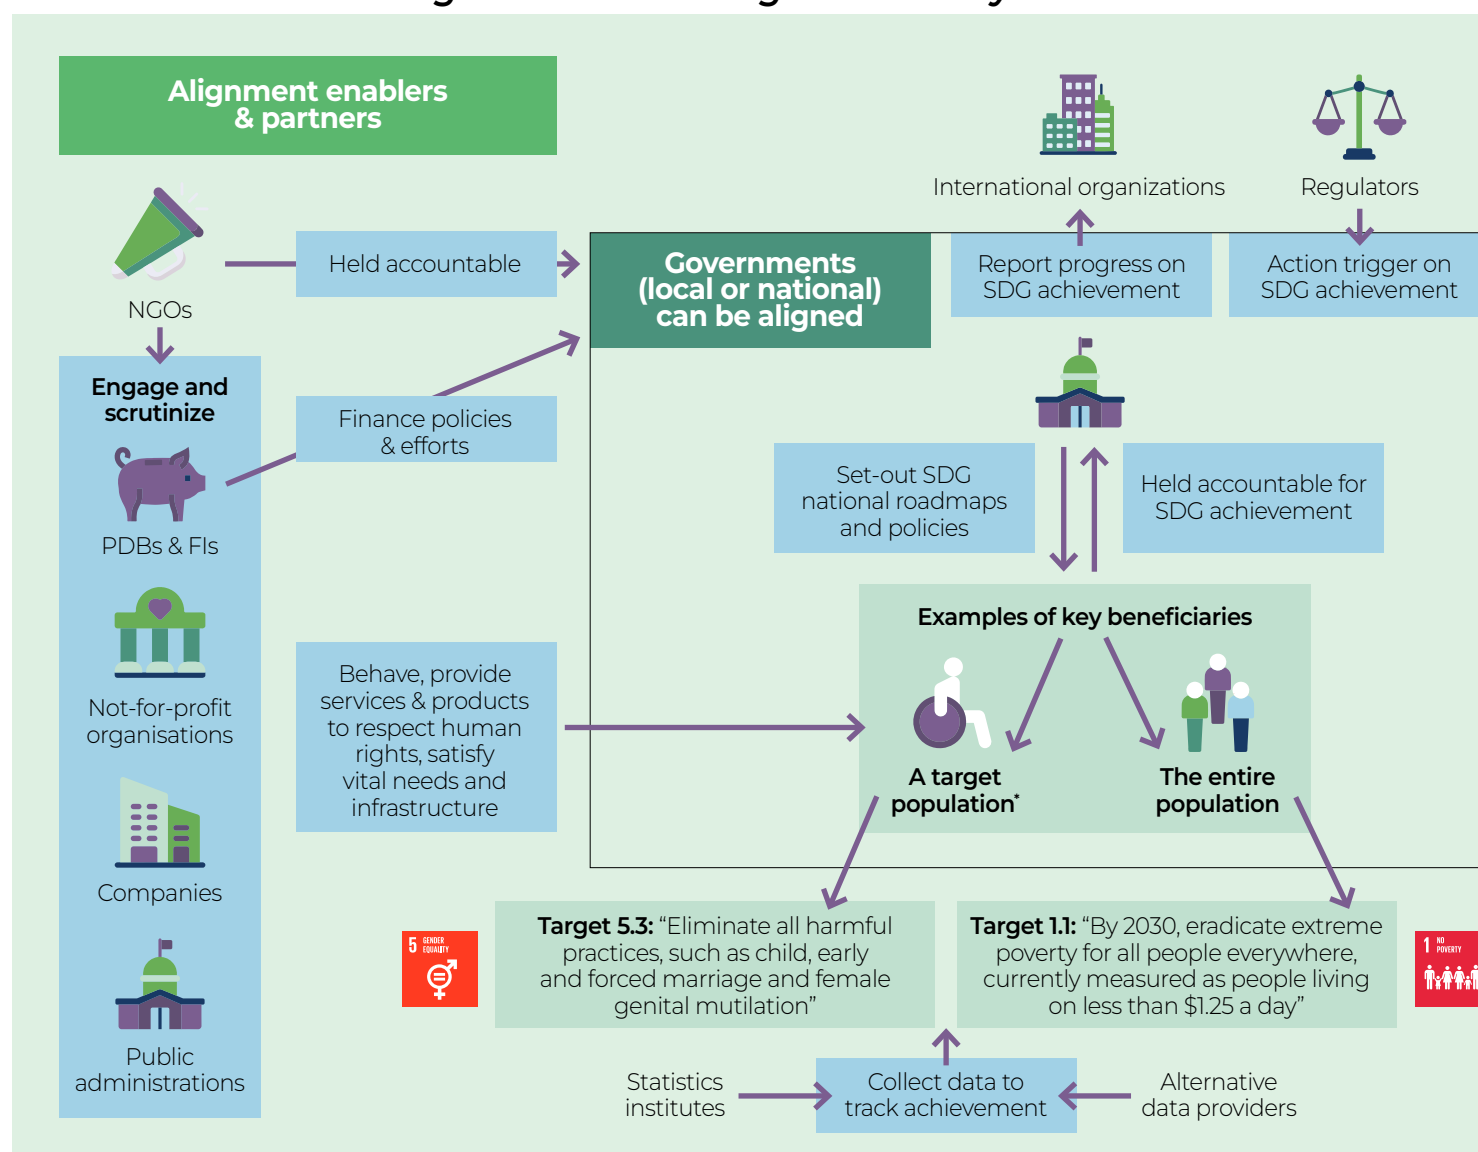 Alignment enablers
& partners
International organizations
Regulators
NGOs
Held accountable
Governments
(local or national)
can be aligned
Report progress on
SDG achievement
Action trigger on
SDG achievement
Engage and
scrutinize
Finance policies
& efforts
PDBs & FIs
Set-out SDG
national roadmaps
and policies
Held accountable for
SDG achievement
Examples of key beneficiaries
Not-for-profit
organisations
Behave, provide
services & products
to respect human
rights, satisfy
vital needs and
infrastructure
A target
population*
The entire
population
Companies
5 GENDER
EQUALITY
Target 5.3: “Eliminate all harmful
practices, such as child, early
and forced marriage and female
genital mutilation”
Target 1.1: “By 2030, eradicate extreme
poverty for all people everywhere,
currently measured as people living
on less than $1.25 a day”
1 NO
POVERTY
Public
administrations
Statistics
institutes
Collect data to
track achievement
Alternative
data providers